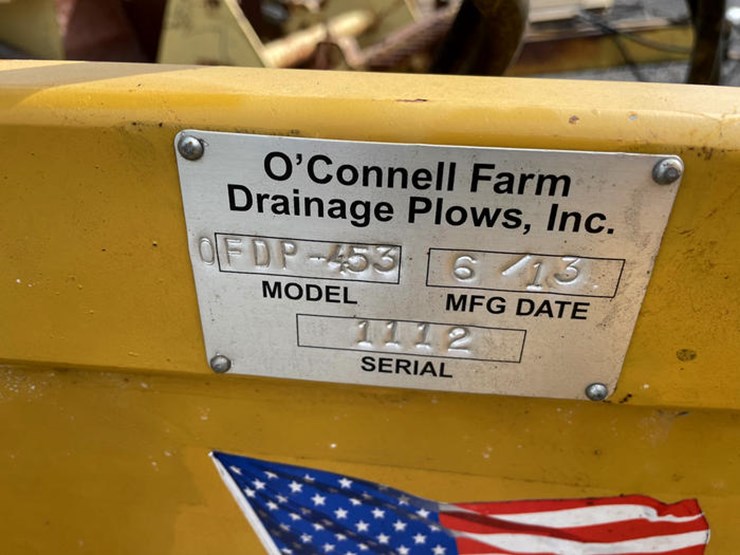 O'Connell Farm
Drainage Plows, Inc.
OFDP-453 6/13
MODEL MFG DATE
1112
SERIAL